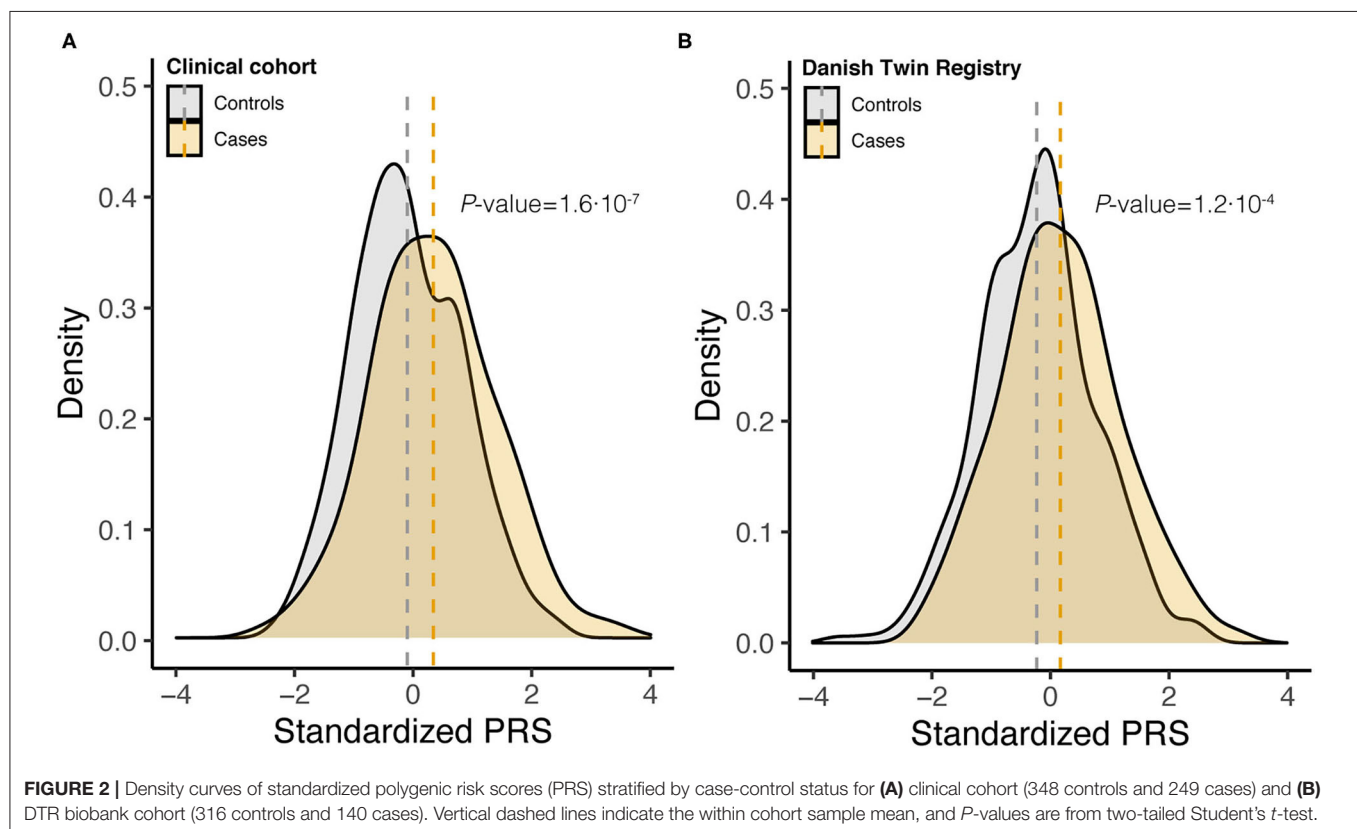 A
Clinical cohort
Controls
Cases
P-value=1.6·10⁻⁷
0.5
0.4
0.3
0.2
0.1
0.0
Density
−4 −2 0 2 4
Standardized PRS
B
Danish Twin Registry
Controls
Cases
P-value=1.2·10⁻⁴
0.5
0.4
0.3
0.2
0.1
0.0
Density
−4 −2 0 2 4
Standardized PRS
FIGURE 2 | Density curves of standardized polygenic risk scores (PRS) stratified by case-control status for (A) clinical cohort (348 controls and 249 cases) and (B)
DTR biobank cohort (316 controls and 140 cases). Vertical dashed lines indicate the within cohort sample mean, and P-values are from two-tailed Student’s t-test.